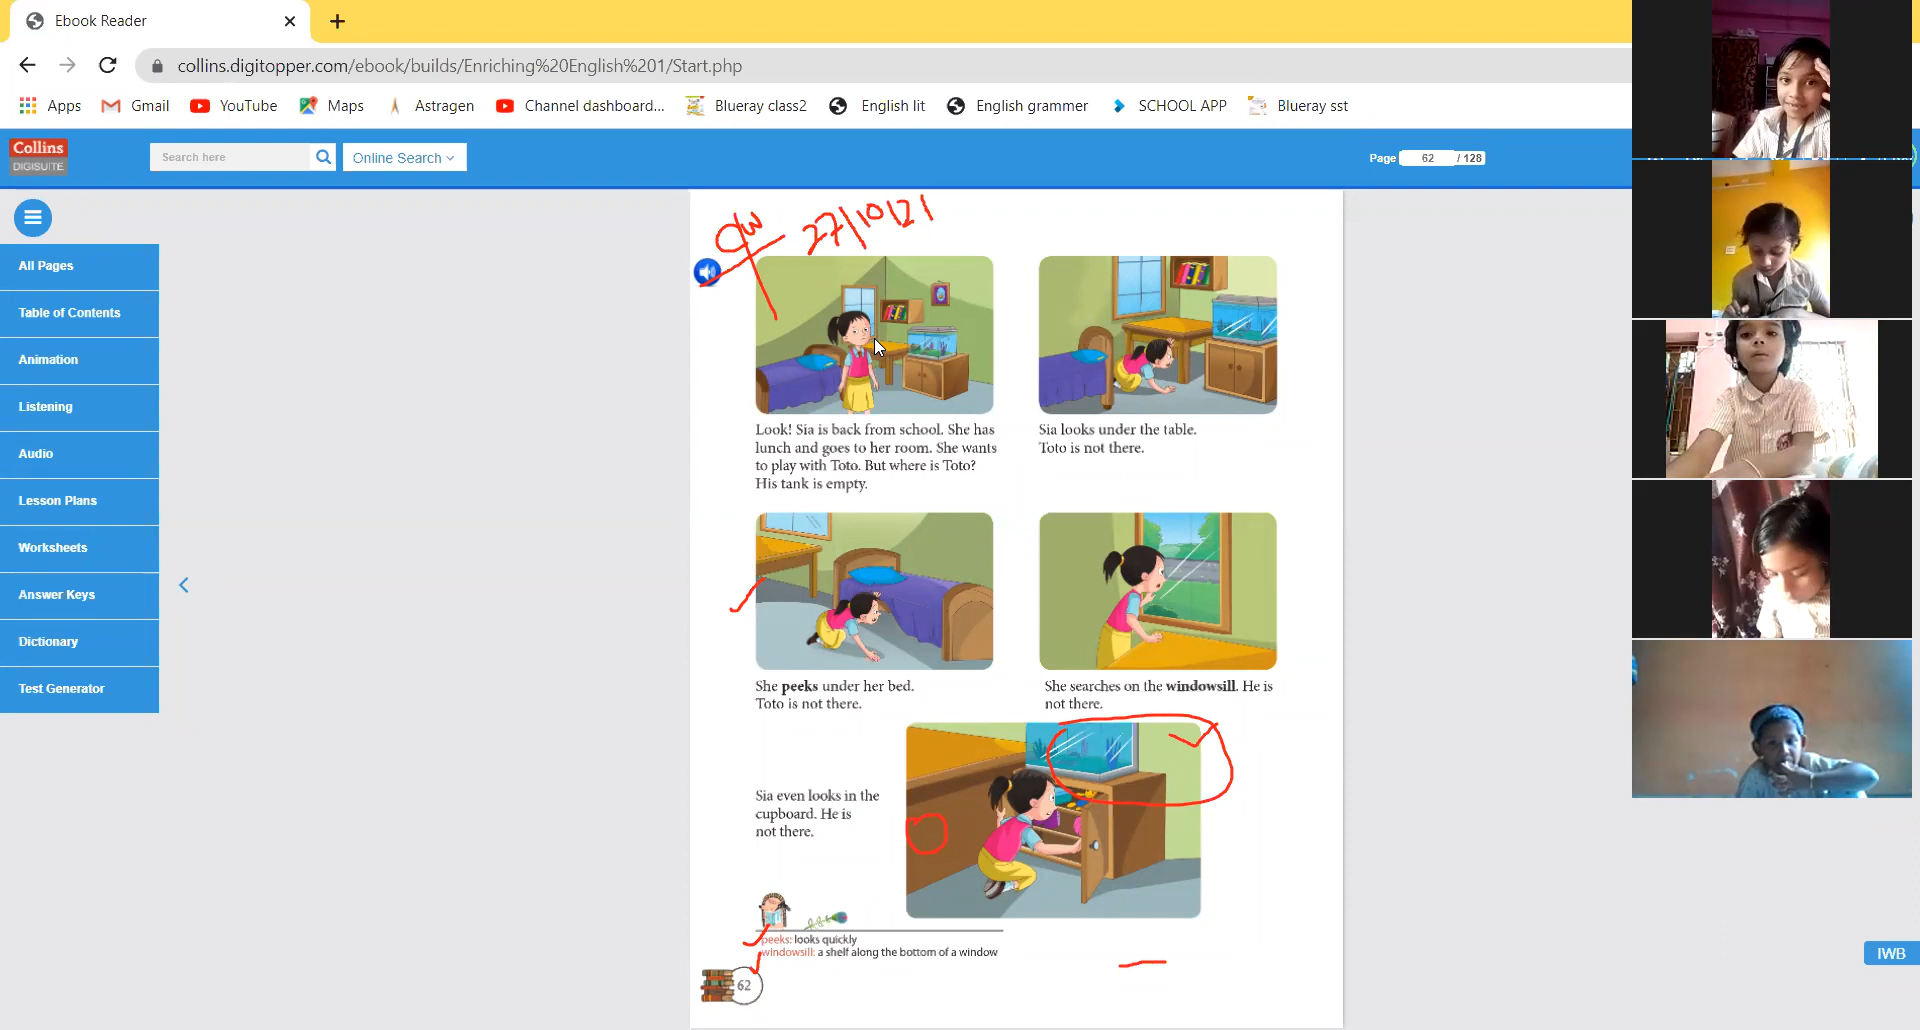 Ebook Reader
collins.digitopper.com/ebook/builds/Enriching%20English%201/Start.php
Apps Gmail YouTube Maps Astragen Channel dashboard... Blueray class2 English lit English grammer SCHOOL APP Blueray sst
Collins
DIGISUITE
Search here
Online Search
Page 62 / 128
All Pages
Table of Contents
Animation
Listening
Audio
Lesson Plans
Worksheets
Answer Keys
Dictionary
Test Generator
C/W 27/10/21
Look! Sia is back from school. She has
lunch and goes to her room. She wants
to play with Toto. But where is Toto?
His tank is empty.
Sia looks under the table.
Toto is not there.
She peeks under her bed.
Toto is not there.
She searches on the windowsill. He is
not there.
Sia even looks in the
cupboard. He is
not there.
peeks: looks quickly
windowsill: a shelf along the bottom of a window
62
IWB